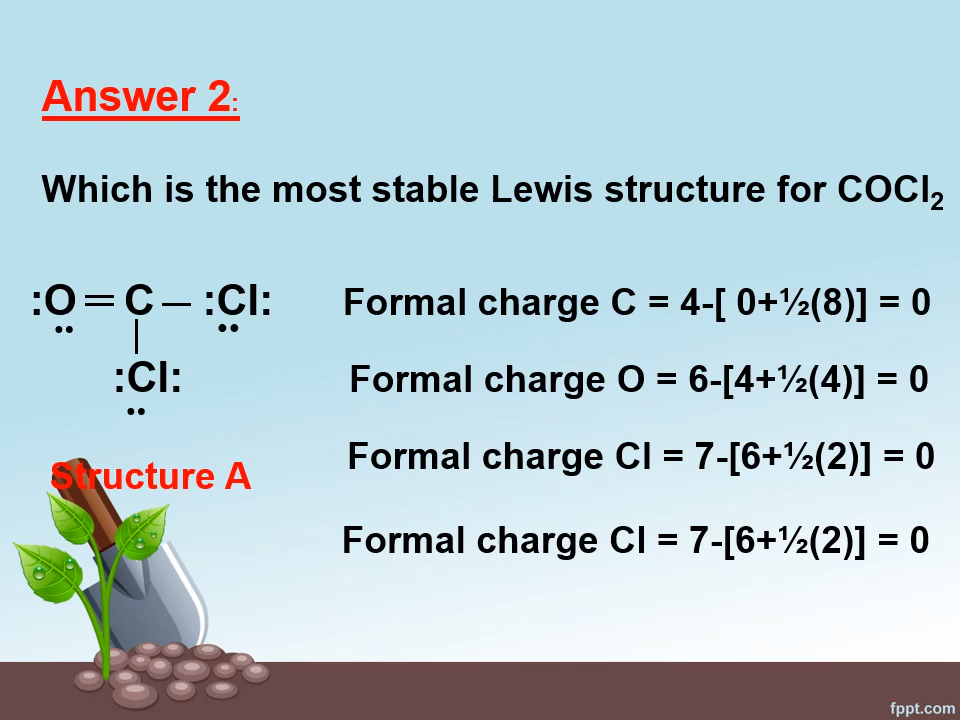 Answer 2:
Which is the most stable Lewis structure for COCl₂
:O = C — :Cl: Formal charge C = 4-[ 0+½(8)] = 0
•• | ••
:Cl: Formal charge O = 6-[4+½(4)] = 0
••
Formal charge Cl = 7-[6+½(2)] = 0
Structure A
Formal charge Cl = 7-[6+½(2)] = 0
fppt.com